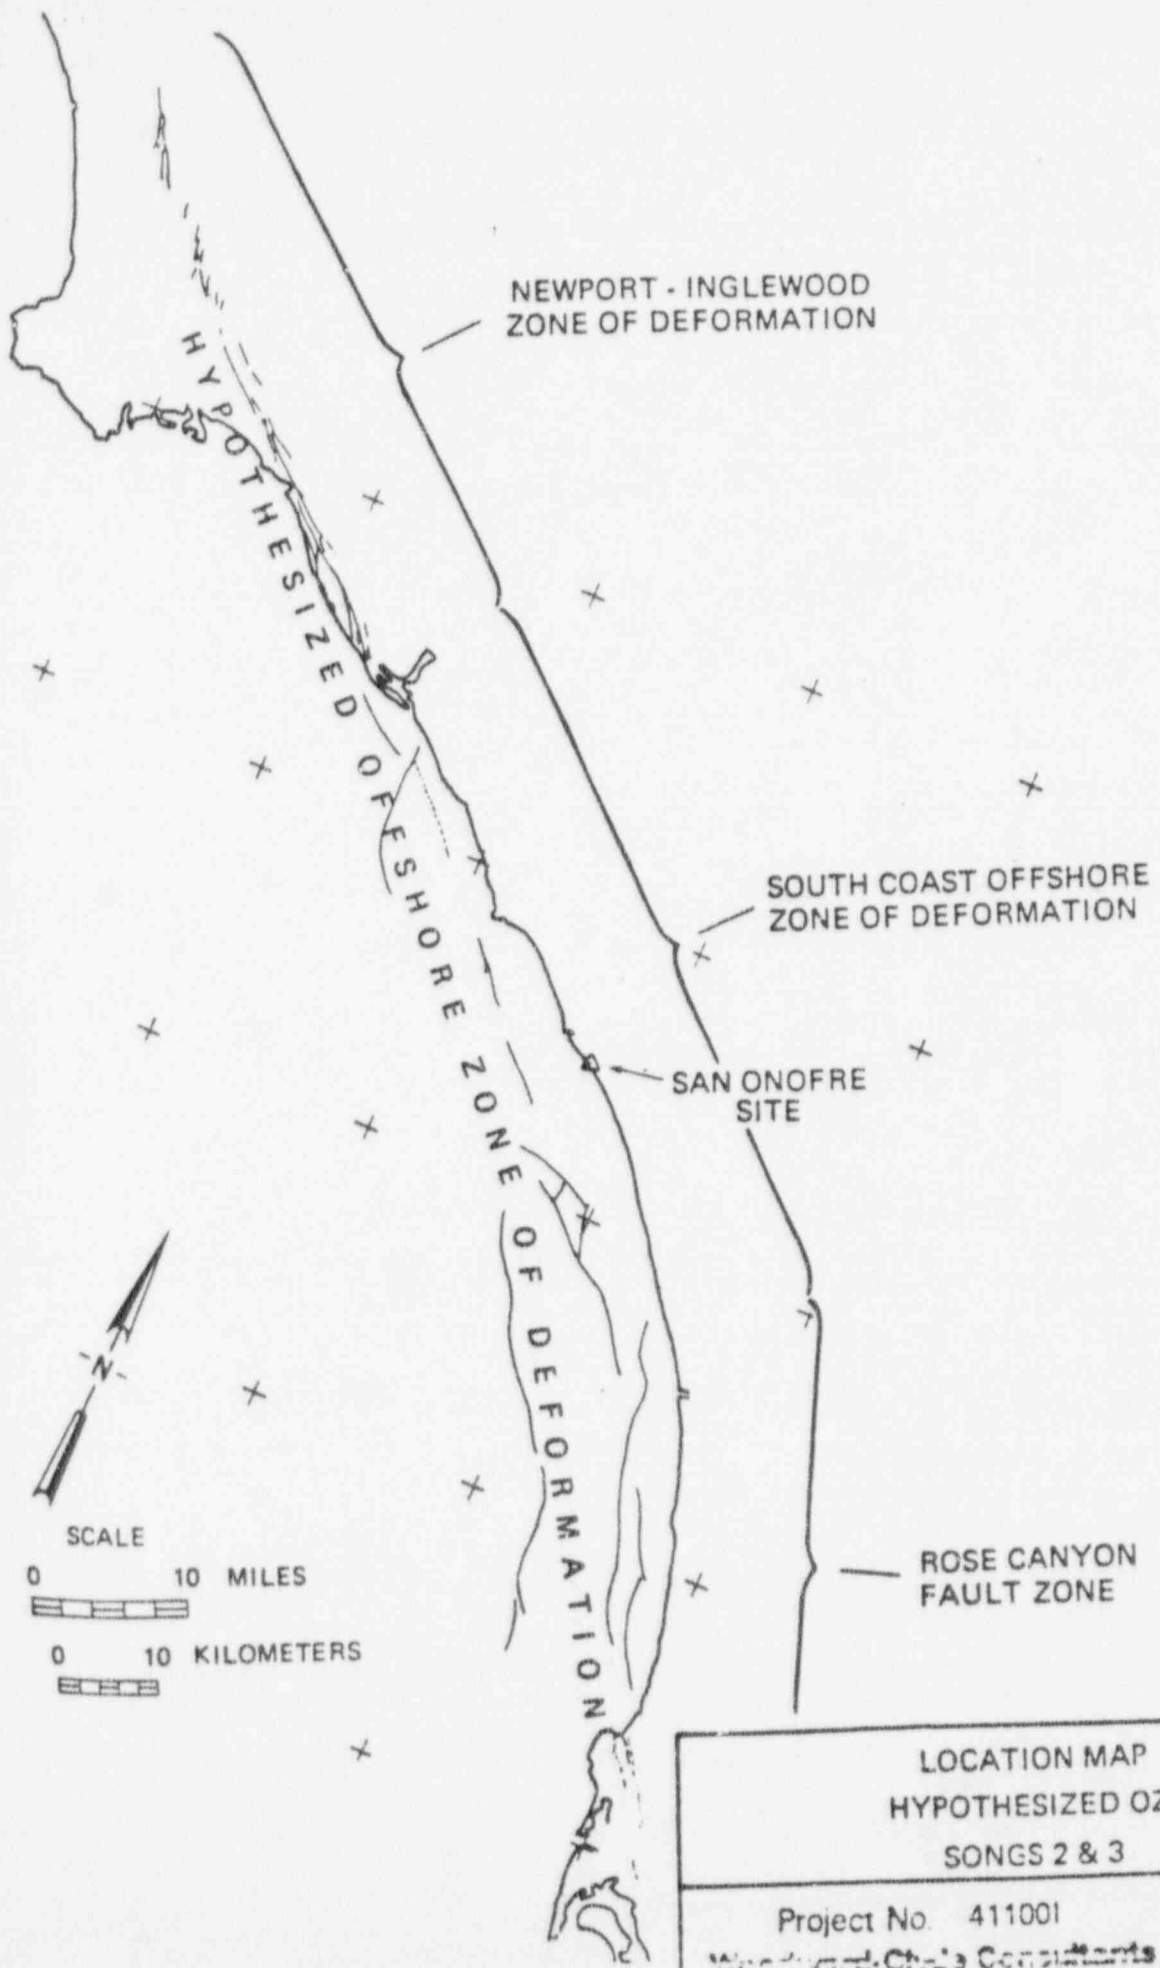 NEWPORT - INGLEWOOD
ZONE OF DEFORMATION
HYPOTHESIZED OFFSHORE ZONE OF DEFORMATION
SOUTH COAST OFFSHORE
ZONE OF DEFORMATION
SAN ONOFRE
SITE
N
SCALE
0 10 MILES
0 10 KILOMETERS
ROSE CANYON
FAULT ZONE
LOCATION MAP
HYPOTHESIZED OZ
SONGS 2 & 3
Project No. 411001